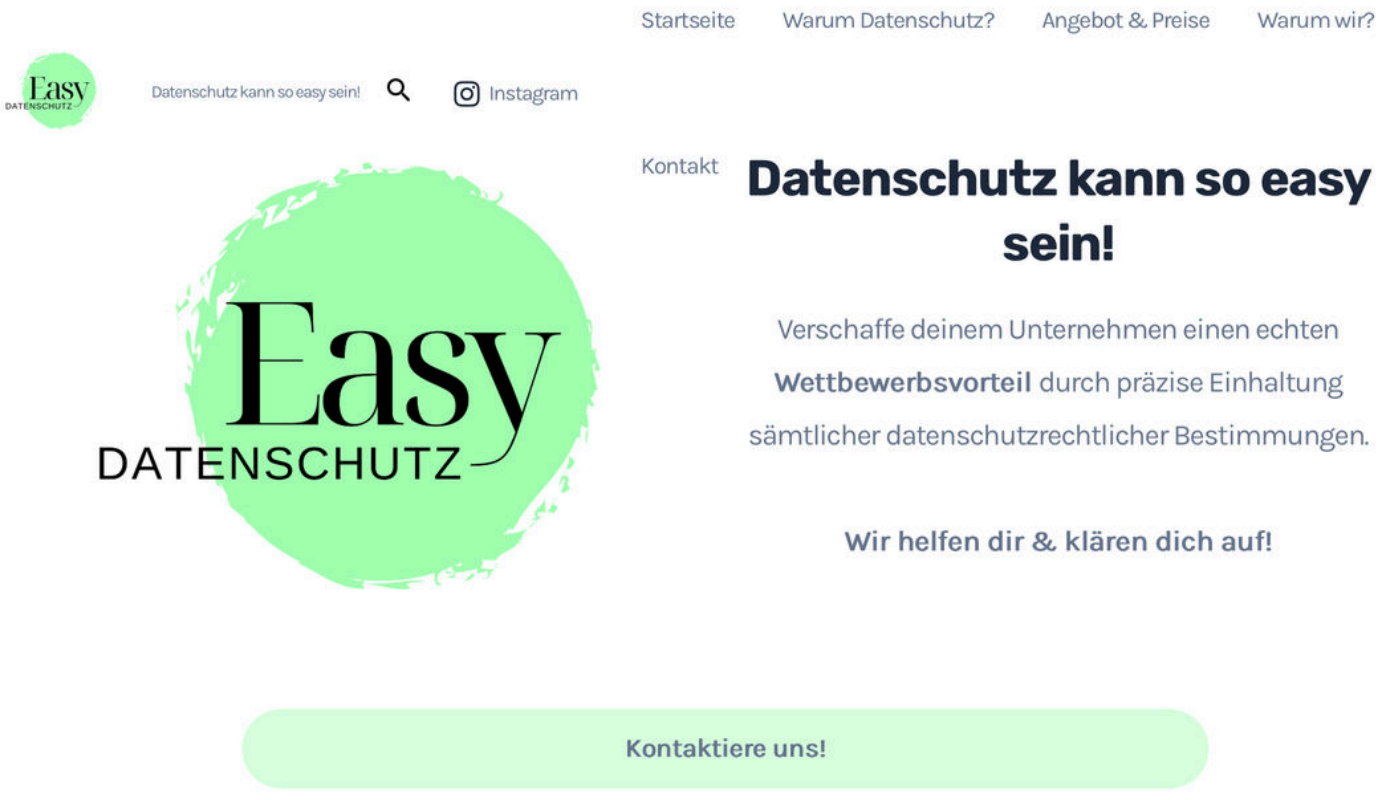 Startseite Warum Datenschutz? Angebot & Preise Warum wir?
Easy
DATENSCHUTZ
Datenschutz kann so easy sein!
Instagram
Kontakt
Easy
DATENSCHUTZ
Datenschutz kann so easy
sein!
Verschaffe deinem Unternehmen einen echten
Wettbewerbsvorteil durch präzise Einhaltung
sämtlicher datenschutzrechtlicher Bestimmungen.
Wir helfen dir & klären dich auf!
Kontaktiere uns!